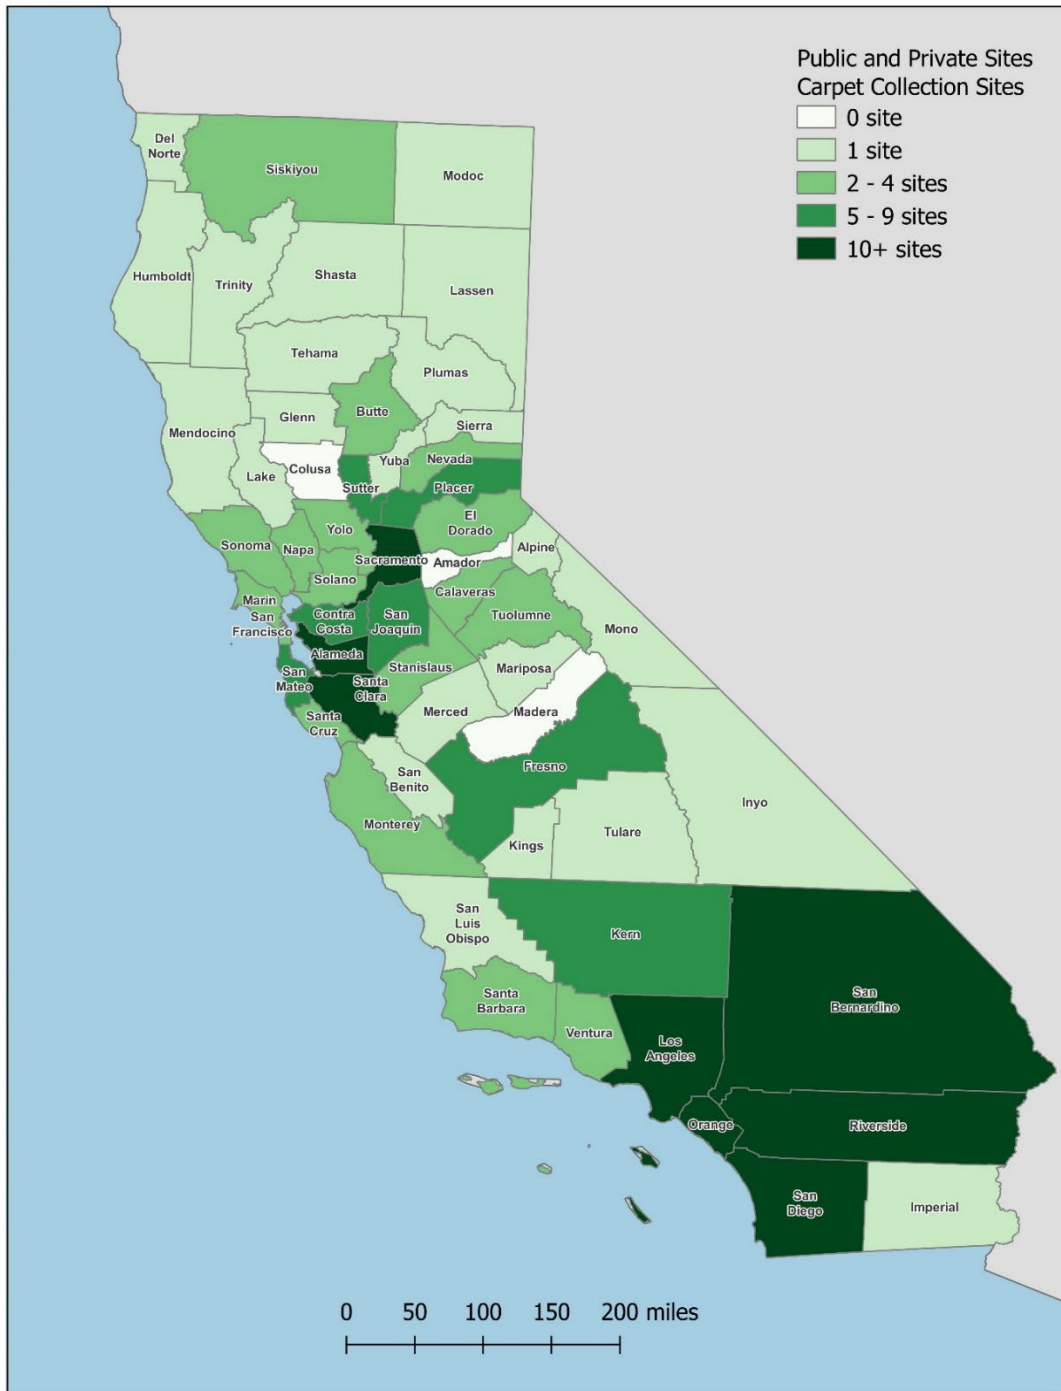 Public and Private Sites
Carpet Collection Sites
0 site
1 site
2 - 4 sites
5 - 9 sites
10+ sites
Del
Norte
Siskiyou
Modoc
Humboldt
Trinity
Shasta
Lassen
Tehama
Plumas
Mendocino
Glenn
Butte
Sierra
Lake
Colusa
Sutter
Yuba
Nevada
Placer
Sonoma
Napa
Yolo
Solano
Sacramento
El
Dorado
Amador
Alpine
Calaveras
Tuolumne
Mono
Marin
San
Francisco
Contra
Costa
San
Joaquin
Alameda
San
Mateo
Santa
Clara
Stanislaus
Mariposa
Santa
Cruz
Merced
Madera
San
Benito
Fresno
Inyo
Monterey
Kings
Tulare
San
Luis
Obispo
Kern
Santa
Barbara
Ventura
Los
Angeles
San
Bernardino
Orange
Riverside
San
Diego
Imperial
0 50 100 150 200 miles